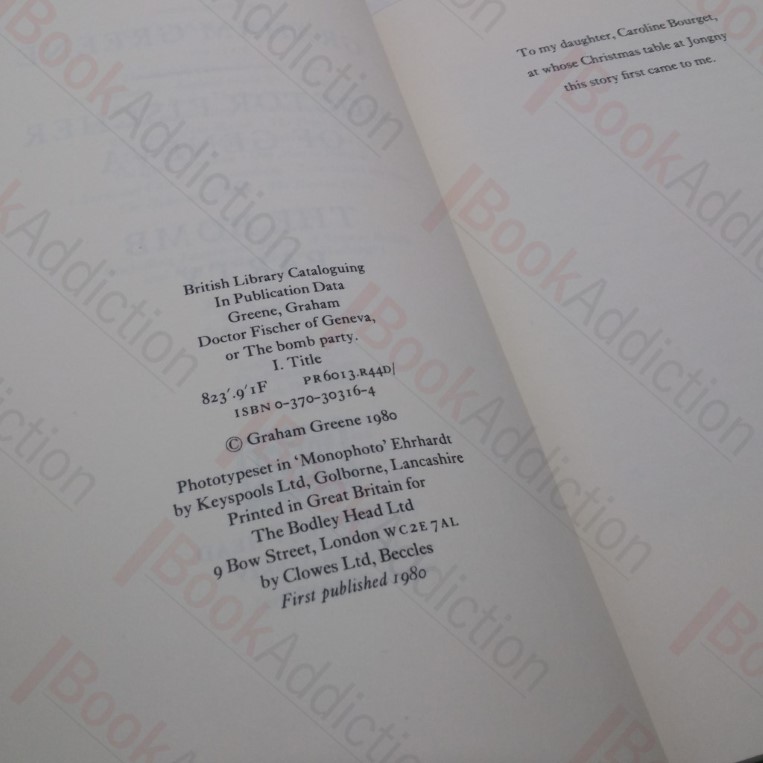 British Library Cataloguing
In Publication Data
Greene, Graham
Doctor Fischer of Geneva,
or The bomb party.
I. Title
823'.9'1F PR6013.R44D/
ISBN 0-370-30316-4
© Graham Greene 1980
Phototypeset in 'Monophoto' Ehrhardt
by Keyspools Ltd, Golborne, Lancashire
Printed in Great Britain for
The Bodley Head Ltd
9 Bow Street, London WC2E 7AL
by Clowes Ltd, Beccles
First published 1980
To my daughter, Caroline Bourget,
at whose Christmas table at Jongny
this story first came to me.
BookAddiction